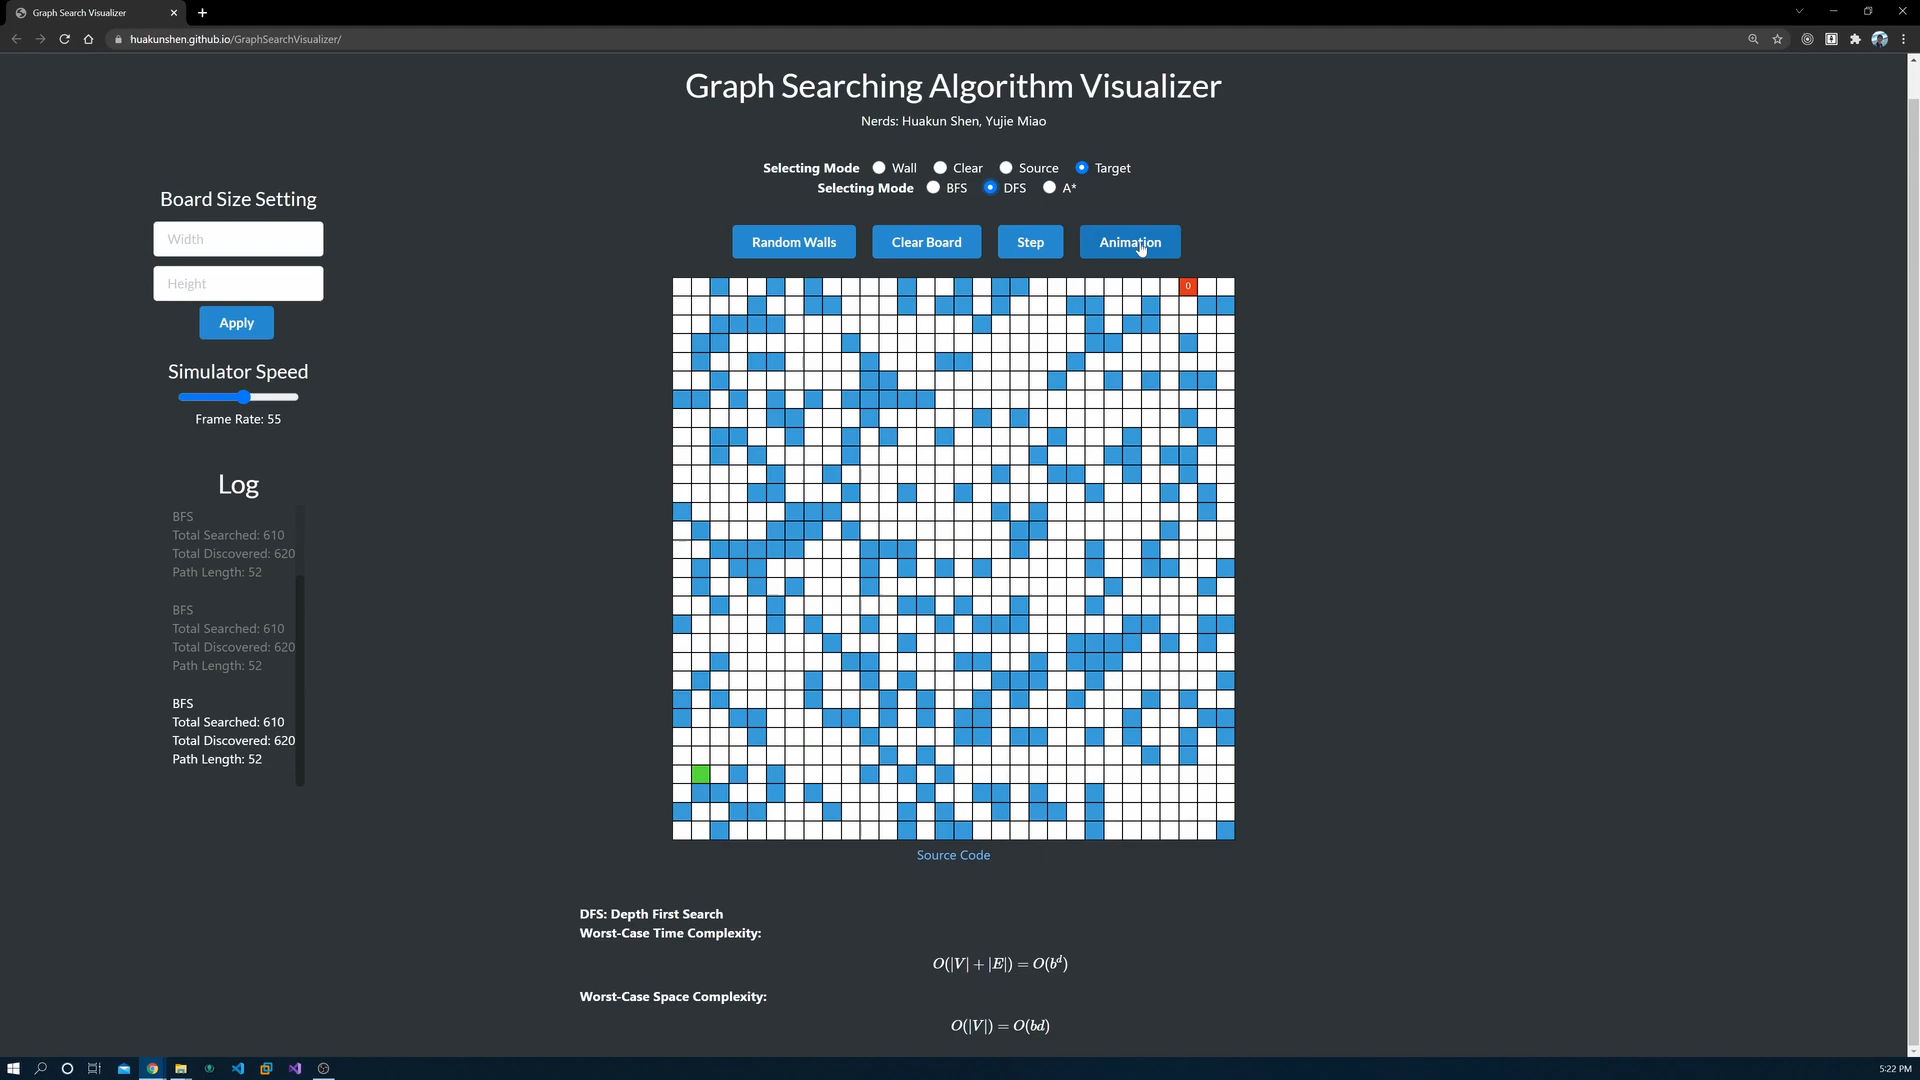 Graph Search Visualizer
huakunshen.github.io/GraphSearchVisualizer/
Graph Searching Algorithm Visualizer
Nerds: Huakun Shen, Yujie Miao
Selecting Mode Wall Clear Source Target
Selecting Mode BFS DFS A*
Random Walls Clear Board Step Animation
Board Size Setting
Width
Height
Apply
Simulator Speed
Frame Rate: 55
Log
BFS
Total Searched: 610
Total Discovered: 620
Path Length: 52
BFS
Total Searched: 610
Total Discovered: 620
Path Length: 52
BFS
Total Searched: 610
Total Discovered: 620
Path Length: 52
0
Source Code
DFS: Depth First Search
Worst-Case Time Complexity:
O(|V| + |E|) = O(b^d)
Worst-Case Space Complexity:
O(|V|) = O(bd)
5:22 PM